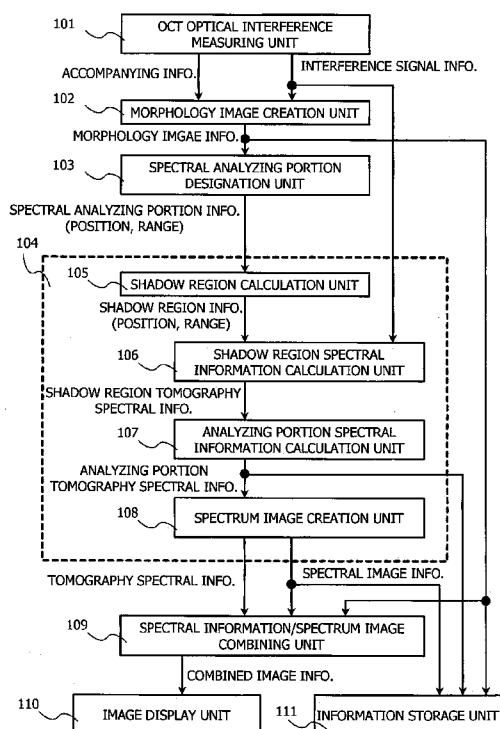 101
OCT OPTICAL INTERFERENCE
MEASURING UNIT
ACCOMPANYING INFO.
INTERFERENCE SIGNAL INFO.
102
MORPHOLOGY IMAGE CREATION UNIT
MORPHOLOGY IMGAE INFO.
103
SPECTRAL ANALYZING PORTION
DESIGNATION UNIT
SPECTRAL ANALYZING PORTION INFO.
(POSITION, RANGE)
104
105
SHADOW REGION CALCULATION UNIT
SHADOW REGION INFO.
(POSITION, RANGE)
106
SHADOW REGION SPECTRAL
INFORMATION CALCULATION UNIT
SHADOW REGION TOMOGRAPHY
SPECTRAL INFO.
107
ANALYZING PORTION SPECTRAL
INFORMATION CALCULATION UNIT
ANALYZING PORTION
TOMOGRAPHY SPECTRAL INFO.
108
SPECTRUM IMAGE CREATION UNIT
TOMOGRAPHY SPECTRAL INFO.
SPECTRAL IMAGE INFO.
109
SPECTRAL INFORMATION/SPECTRUM IMAGE
COMBINING UNIT
COMBINED IMAGE INFO.
110
IMAGE DISPLAY UNIT
111
INFORMATION STORAGE UNIT